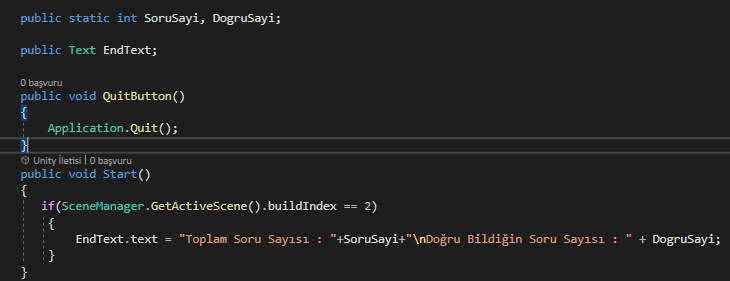 public static int SoruSayi, DogruSayi;
public Text EndText;
0 başvuru
public void QuitButton()
{
Application.Quit();
}
Unity İletisi | 0 başvuru
public void Start()
{
if(SceneManager.GetActiveScene().buildIndex == 2)
{
EndText.text = "Toplam Soru Sayısı : "+SoruSayi+"\nDoğru Bildiğin Soru Sayısı : " + DogruSayi;
}
}